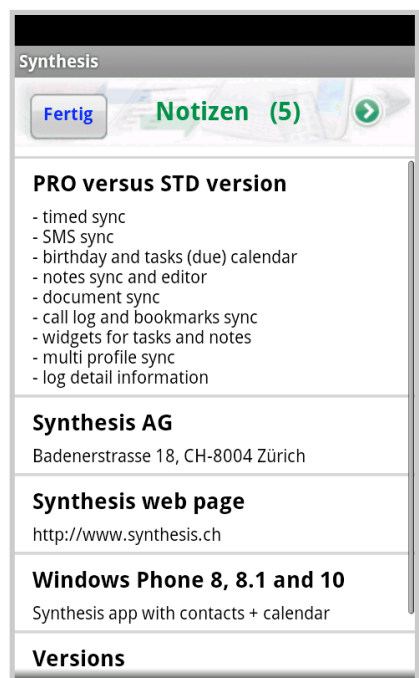 Synthesis
Fertig
Notizen (5)
PRO versus STD version
- timed sync
- SMS sync
- birthday and tasks (due) calendar
- notes sync and editor
- document sync
- call log and bookmarks sync
- widgets for tasks and notes
- multi profile sync
- log detail information
Synthesis AG
Badenerstrasse 18, CH-8004 Zürich
Synthesis web page
http://www.synthesis.ch
Windows Phone 8, 8.1 and 10
Synthesis app with contacts + calendar
Versions